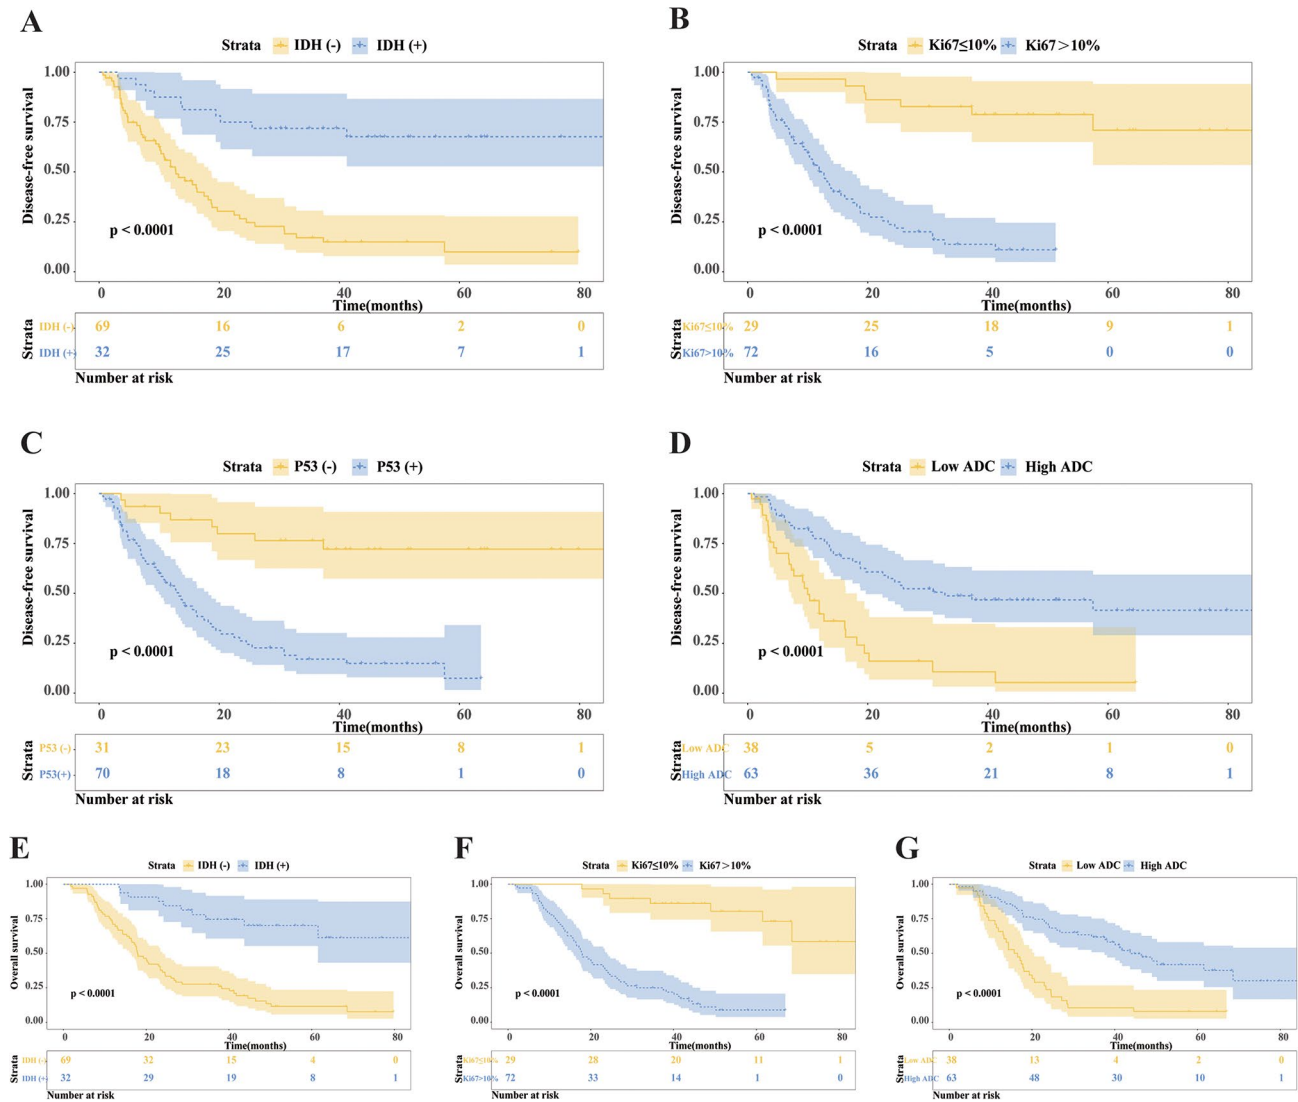 A
Strata IDH (-) IDH (+)
Disease-free survival
1.00
0.75
0.50
0.25
0.00
p < 0.0001
0 20 40 60 80
Time(months)
Strata
IDH (-) 69 16 6 2 0
IDH (+) 32 25 17 7 1
Number at risk
B
Strata Ki67≤10% Ki67>10%
Disease-free survival
1.00
0.75
0.50
0.25
0.00
p < 0.0001
0 20 40 60 80
Time(months)
Strata
Ki67≤10% 29 25 18 9 1
Ki67>10% 72 16 5 0 0
Number at risk
C
Strata P53 (-) P53 (+)
Disease-free survival
1.00
0.75
0.50
0.25
0.00
p < 0.0001
0 20 40 60 80
Time(months)
Strata
P53 (-) 31 23 15 8 1
P53(+) 70 18 8 1 0
Number at risk
D
Strata Low ADC High ADC
Disease-free survival
1.00
0.75
0.50
0.25
0.00
p < 0.0001
0 20 40 60 80
Time(months)
Strata
Low ADC 38 5 2 1 0
High ADC 63 36 21 8 1
Number at risk
E
Strata IDH (-) IDH (+)
Overall survival
1.00
0.75
0.50
0.25
0.00
p < 0.0001
0 20 40 60 80
Time(months)
Strata
IDH (-) 69 32 15 4 0
IDH (+) 32 29 19 8 1
Number at risk
F
Strata Ki67≤10% Ki67>10%
Overall survival
1.00
0.75
0.50
0.25
0.00
p < 0.0001
0 20 40 60 80
Time(months)
Strata
Ki67≤10% 29 28 20 11 1
Ki67>10% 72 33 14 1 0
Number at risk
G
Strata Low ADC High ADC
Overall survival
1.00
0.75
0.50
0.25
0.00
p < 0.0001
0 20 40 60 80
Time(months)
Strata
Low ADC 38 13 4 2 0
High ADC 63 48 30 10 1
Number at risk